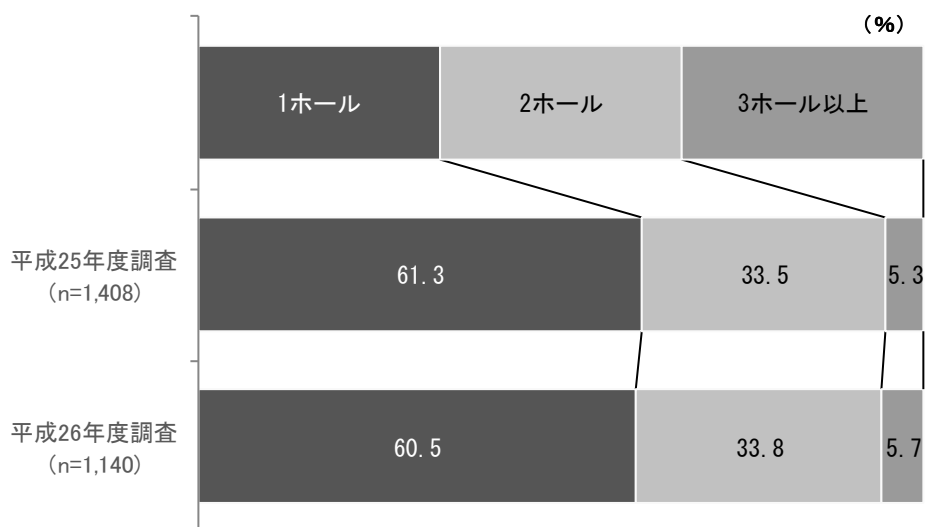 （%）
1ホール 2ホール 3ホール以上
平成25年度調査
（n=1,408）
61.3 33.5 5.3
平成26年度調査
（n=1,140）
60.5 33.8 5.7